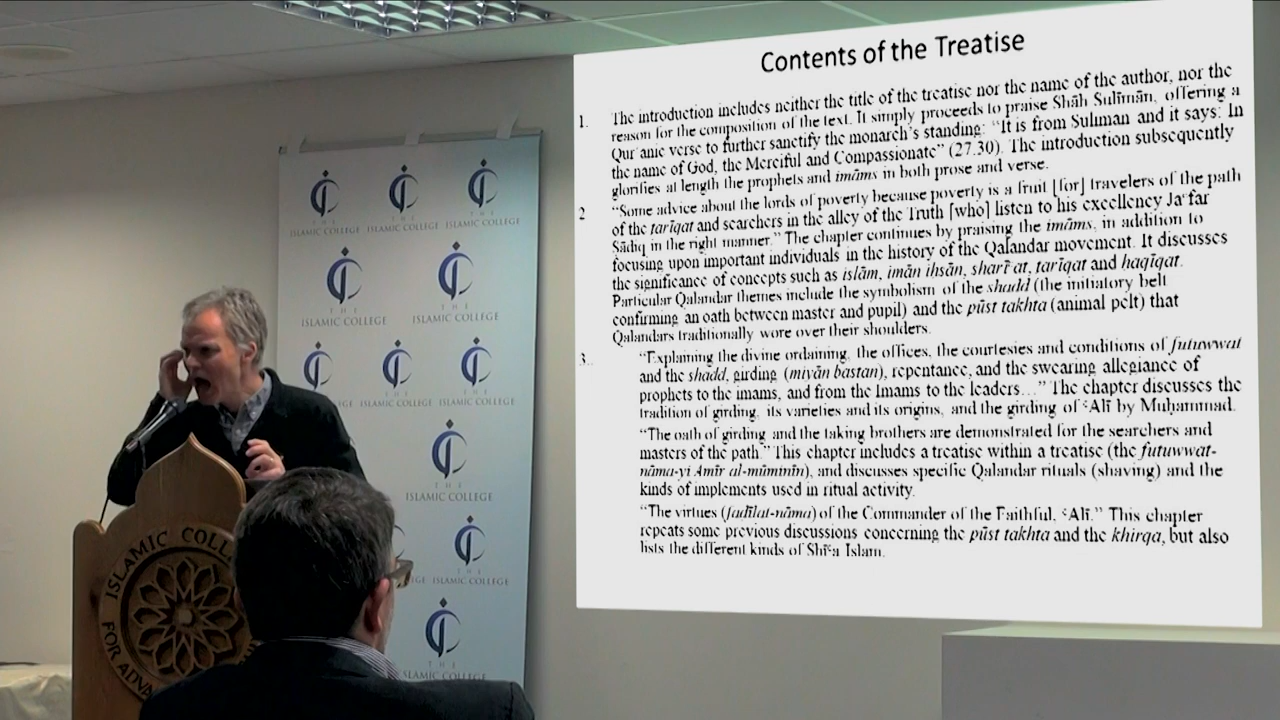 Contents of the Treatise
1. The introduction includes neither the title of the treatise nor the name of the author, nor the
reason for the composition of the text. It simply proceeds to praise Shāh Sulīmān, offering a
Qur'anic verse to further sanctify the monarch's standing: “It is from Suliman and it says: In
the name of God, the Merciful and Compassionate” (27.30). The introduction subsequently
glorifies at length the prophets and imāms in both prose and verse.
2 “Some advice about the lords of poverty because poverty is a fruit [for] travelers of the path
of the tarīqat and searchers in the alley of the Truth [who] listen to his excellency Ja'far
Sādiq in the right manner.” The chapter continues by praising the imāms, in addition to
focusing upon important individuals in the history of the Qalandar movement. It discusses
the significance of concepts such as islām, imān ihsān, sharī'at, tarīqat and haqīqat.
Particular Qalandar themes include the symbolism of the shadd (the initiatory belt
confirming an oath between master and pupil) and the pūst takhta (animal pelt) that
Qalandars traditionally wore over their shoulders.
3.. “Explaining the divine ordaining, the offices, the courtesies and conditions of futuwwat
and the shadd, girding (miyān bastan), repentance, and the swearing allegiance of
prophets to the imams, and from the Imams to the leaders…” The chapter discusses the
tradition of girding, its varieties and its origins, and the girding of ʿAlī by Muḥammad.
“The oath of girding and the taking brothers are demonstrated for the searchers and
masters of the path.” This chapter includes a treatise within a treatise (the futuwwat-
nāma-yi Amīr al-mūminīn), and discusses specific Qalandar rituals (shaving) and the
kinds of implements used in ritual activity.
“The virtues (fadīlat-nāma) of the Commander of the Faithful, ʿAlī.” This chapter
repeats some previous discussions concerning the pūst takhta and the khirqa, but also
lists the different kinds of Shīʿa Islam.
THE THE THE
ISLAMIC COLLEGE ISLAMIC COLLEGE ISLAMIC COLLEGE
THE THE
ISLAMIC COLLEGE ISLAMIC COLLEGE
THE THE
ISLAMIC COLLEGE ISLAMIC COLLEGE
THE
ISLAMIC COLLEGE
THE
ISLAMIC COLLEGE
THE
ISLAMIC COLLEGE
ISLAMIC COLL
FOR ADVA